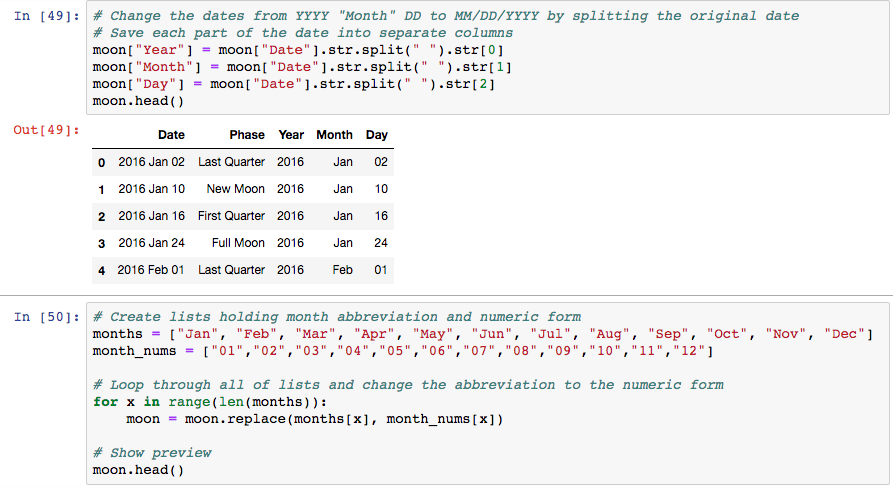 In [49]: # Change the dates from YYYY "Month" DD to MM/DD/YYYY by splitting the original date
# Save each part of the date into separate columns
moon["Year"] = moon["Date"].str.split(" ").str[0]
moon["Month"] = moon["Date"].str.split(" ").str[1]
moon["Day"] = moon["Date"].str.split(" ").str[2]
moon.head()
Out[49]:
Date Phase Year Month Day
0 2016 Jan 02 Last Quarter 2016 Jan 02
1 2016 Jan 10 New Moon 2016 Jan 10
2 2016 Jan 16 First Quarter 2016 Jan 16
3 2016 Jan 24 Full Moon 2016 Jan 24
4 2016 Feb 01 Last Quarter 2016 Feb 01
In [50]: # Create lists holding month abbreviation and numeric form
months = ["Jan", "Feb", "Mar", "Apr", "May", "Jun", "Jul", "Aug", "Sep", "Oct", "Nov", "Dec"]
month_nums = ["01","02","03","04","05","06","07","08","09","10","11","12"]
# Loop through all of lists and change the abbreviation to the numeric form
for x in range(len(months)):
    moon = moon.replace(months[x], month_nums[x])
# Show preview
moon.head()